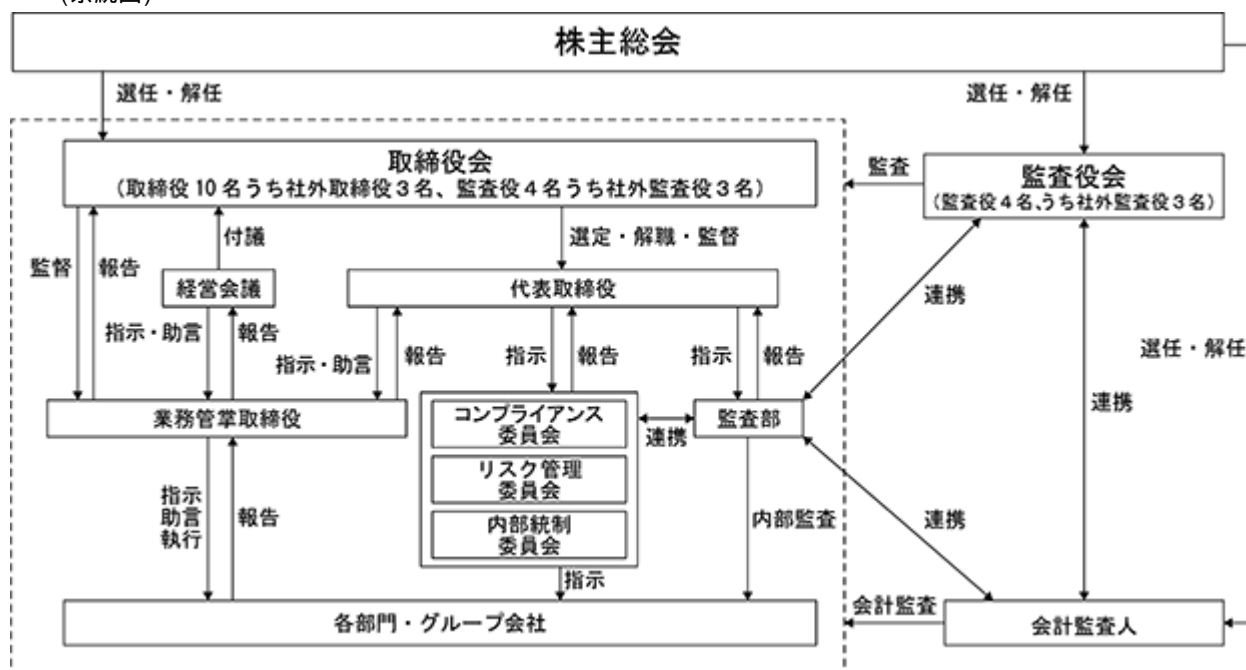 (系統図)
株主総会
選任・解任
選任・解任
取締役会
(取締役10名うち社外取締役3名、監査役4名うち社外監査役3名)
監査
監査役会
(監査役4名、うち社外監査役3名)
監督
報告
付議
選定・解職・監督
経営会議
代表取締役
連携
指示・助言
報告
指示・助言
報告
指示
報告
指示
報告
選任・解任
業務管掌取締役
コンプライアンス
委員会
連携
監査部
連携
リスク管理
委員会
指示
助言
執行
報告
内部統制
委員会
内部監査
連携
指示
各部門・グループ会社
会計監査
会計監査人